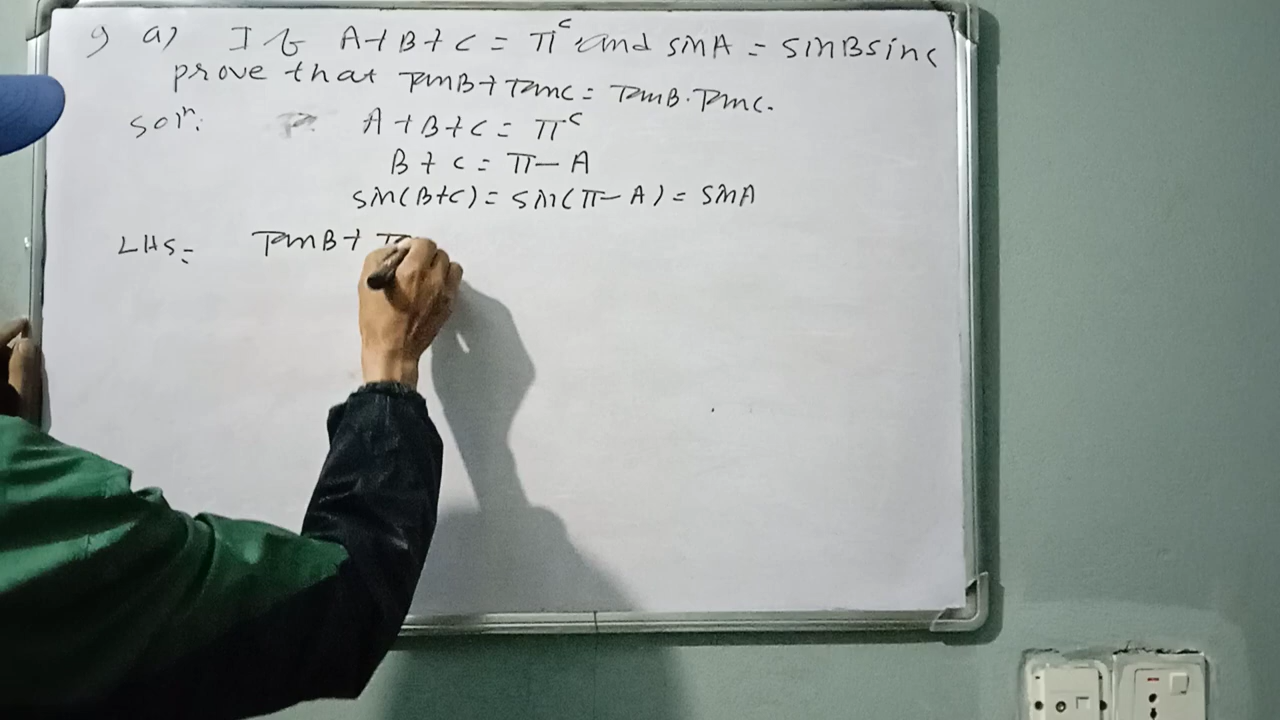 9 a) If A+B+C = π^c and sinA = sinBsinC
prove that TanB+TanC = TanB.TanC.
Solⁿ: A+B+C = π^c
B+C = π-A
sin(B+C) = sin(π-A) = sinA
LHS = TanB+